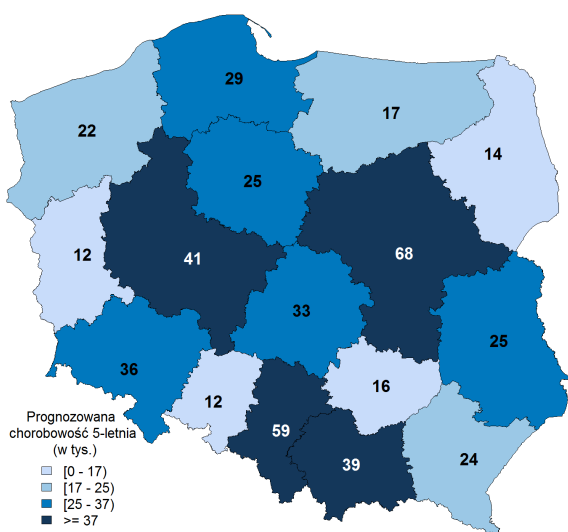 29
17
22
14
25
12
41
68
33
25
36
12
16
59
39
24
Prognozowana
chorobowość 5-letnia
(w tys.)
[0 - 17)
[17 - 25)
[25 - 37)
>= 37